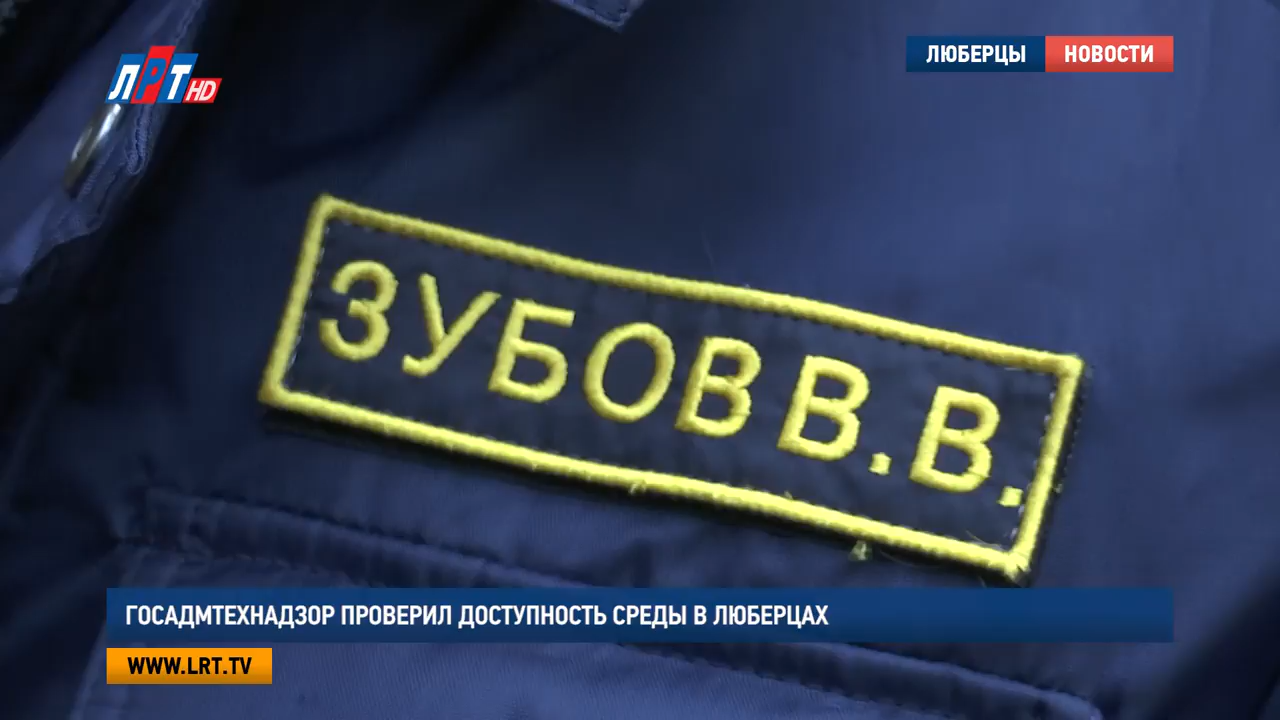 ЛРТ HD
ЛЮБЕРЦЫ НОВОСТИ
ЗУБОВ В.В.
ГОСАДМТЕХНАДЗОР ПРОВЕРИЛ ДОСТУПНОСТЬ СРЕДЫ В ЛЮБЕРЦАХ
WWW.LRT.TV